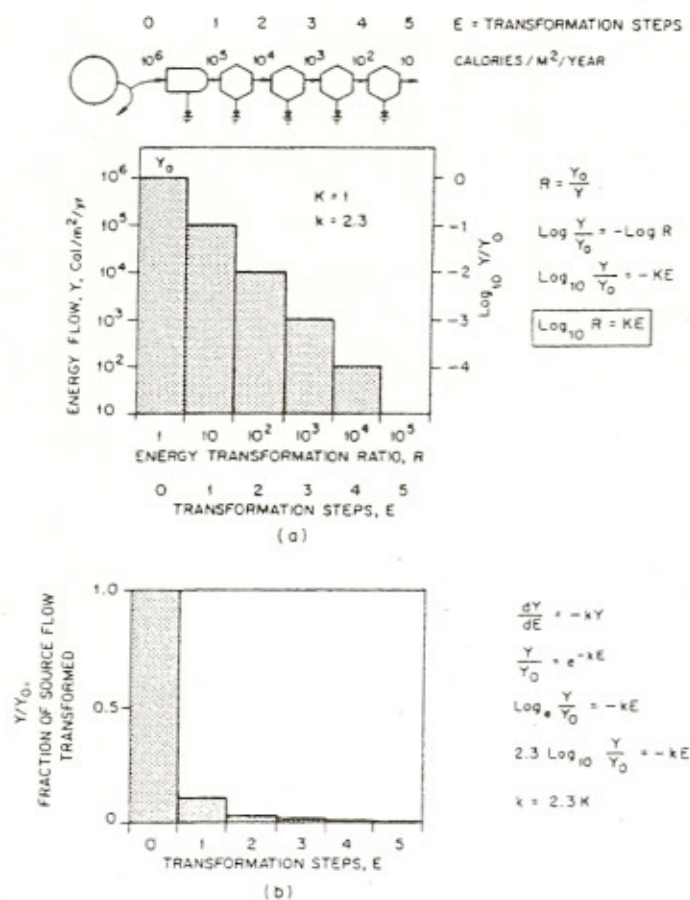 0 1 2 3 4 5 E = TRANSFORMATION STEPS
10⁶ 10⁵ 10⁴ 10³ 10² 10 CALORIES/M²/YEAR
Y₀
K = 1
k = 2.3
ENERGY FLOW, Y, Cal/m²/yr
10⁶
10⁵
10⁴
10³
10²
10
0
-1
-2
-3
-4
Log₁₀ Y/Y₀
1 10 10² 10³ 10⁴ 10⁵
ENERGY TRANSFORMATION RATIO, R
0 1 2 3 4 5
TRANSFORMATION STEPS, E
(a)
R = Y₀/Y
Log Y/Y₀ = -Log R
Log₁₀ Y/Y₀ = -KE
Log₁₀ R = KE
Y/Y₀,
FRACTION OF SOURCE FLOW
TRANSFORMED
1.0
0.5
0
0 1 2 3 4 5
TRANSFORMATION STEPS, E
(b)
dY/dE = -kY
Y/Y₀ = e^-kE
Logₑ Y/Y₀ = -kE
2.3 Log₁₀ Y/Y₀ = -kE
k = 2.3K